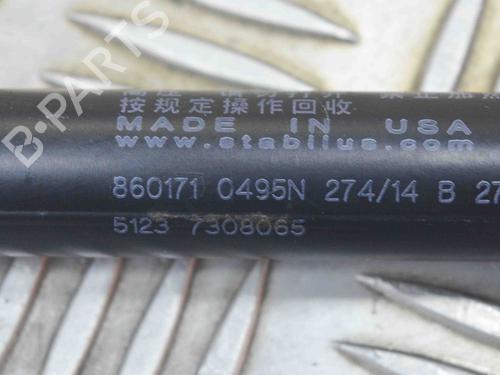 B-PARTS
按规定操作回收
MADE IN USA
www.stabilus.com
860171 0495N 274/14 B 27
5123 7308065